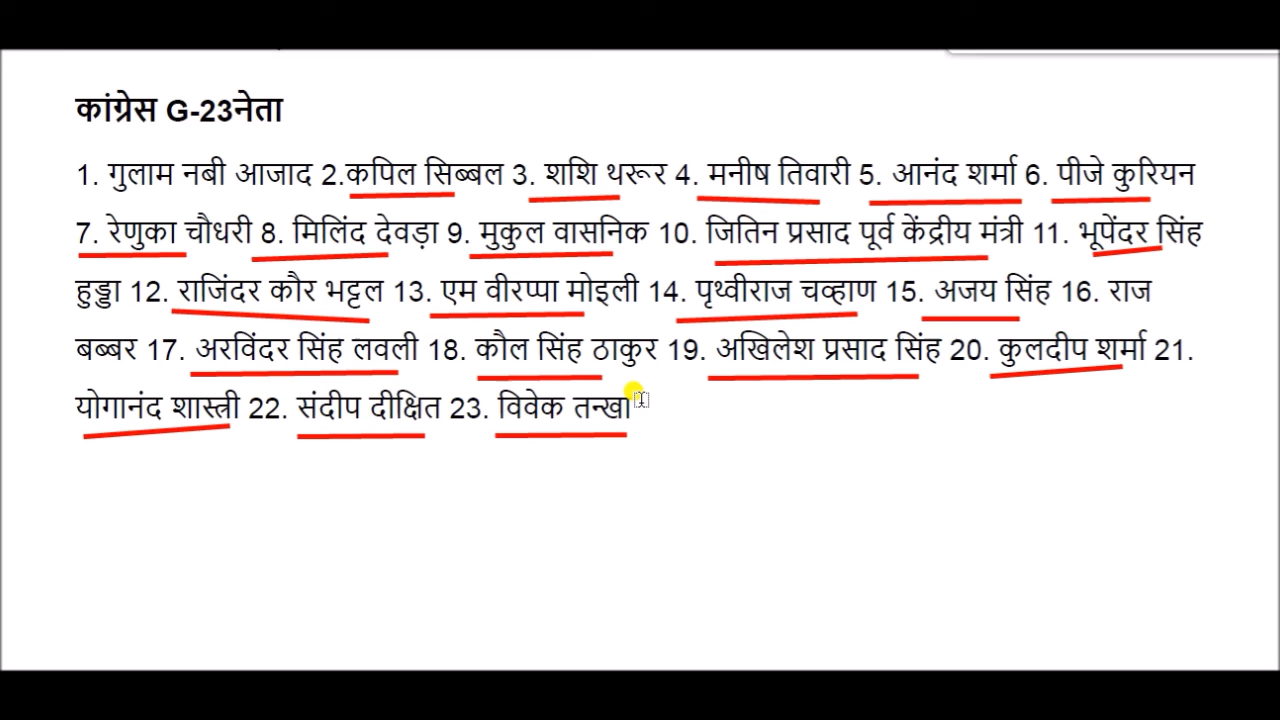 कांग्रेस G-23नेता
1. गुलाम नबी आजाद 2.कपिल सिब्बल 3. शशि थरूर 4. मनीष तिवारी 5. आनंद शर्मा 6. पीजे कुरियन
7. रेणुका चौधरी 8. मिलिंद देवड़ा 9. मुकुल वासनिक 10. जितिन प्रसाद पूर्व केंद्रीय मंत्री 11. भूपेंदर सिंह
हुड्डा 12. राजिंदर कौर भट्टल 13. एम वीरप्पा मोइली 14. पृथ्वीराज चव्हाण 15. अजय सिंह 16. राज
बब्बर 17. अरविंदर सिंह लवली 18. कौल सिंह ठाकुर 19. अखिलेश प्रसाद सिंह 20. कुलदीप शर्मा 21.
योगानंद शास्त्री 22. संदीप दीक्षित 23. विवेक तन्खा